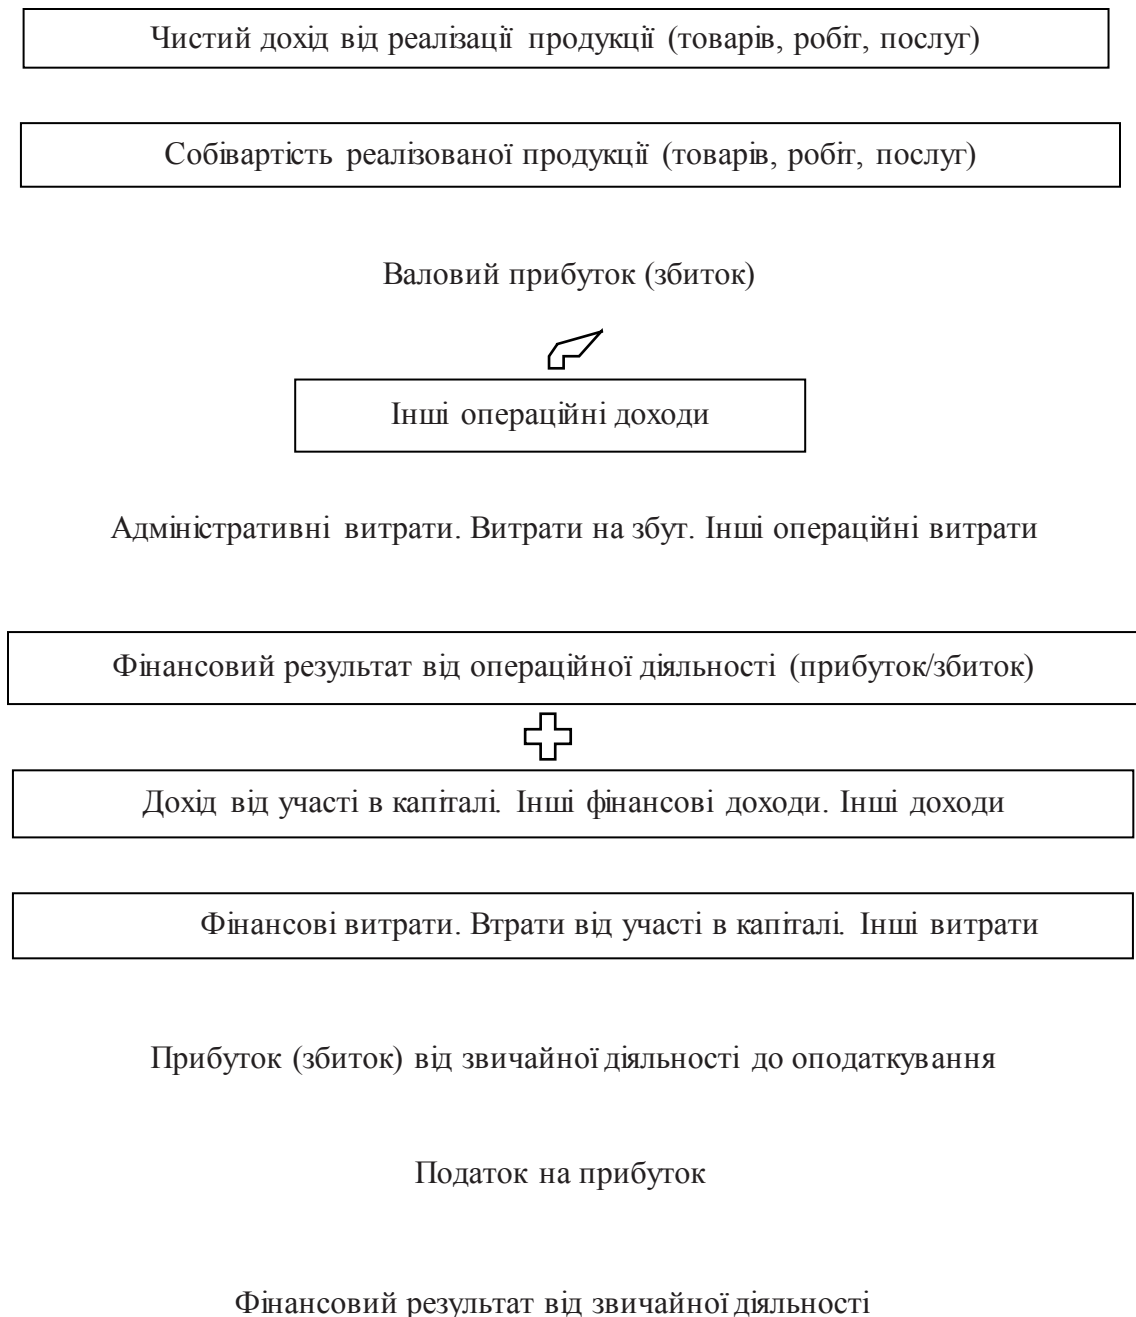 Чистий дохід від реалізації продукції (товарів, робіт, послуг)
Собівартість реалізованої продукції (товарів, робіт, послуг)
Валовий прибуток (збиток)
Інші операційні доходи
Адміністративні витрати. Витрати на збут. Інші операційні витрати
Фінансовий результат від операційної діяльності (прибуток/збиток)
Дохід від участі в капіталі. Інші фінансові доходи. Інші доходи
Фінансові витрати. Втрати від участі в капіталі. Інші витрати
Прибуток (збиток) від звичайної діяльності до оподаткування
Податок на прибуток
Фінансовий результат від звичайної діяльності